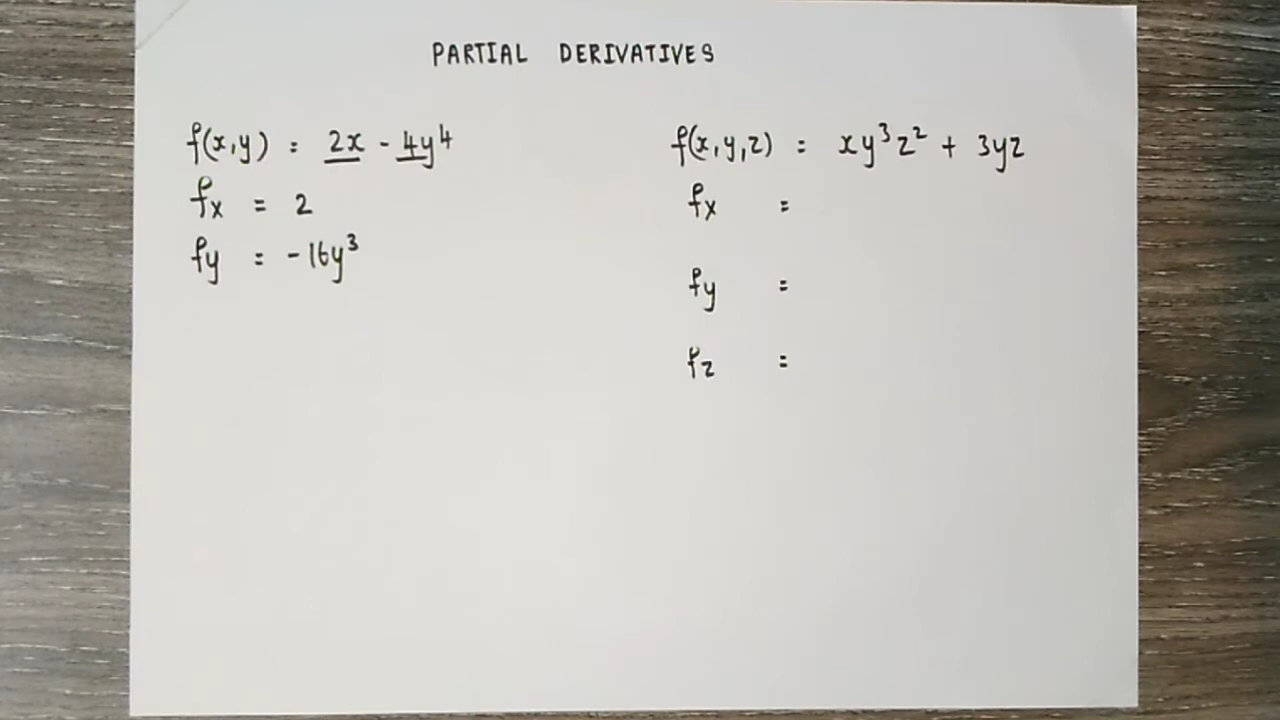 PARTIAL DERIVATIVES
f(x,y) = 2x - 4y⁴
fx = 2
fy = -16y³
f(x,y,z) = xy³z² + 3yz
fx =
fy =
fz =